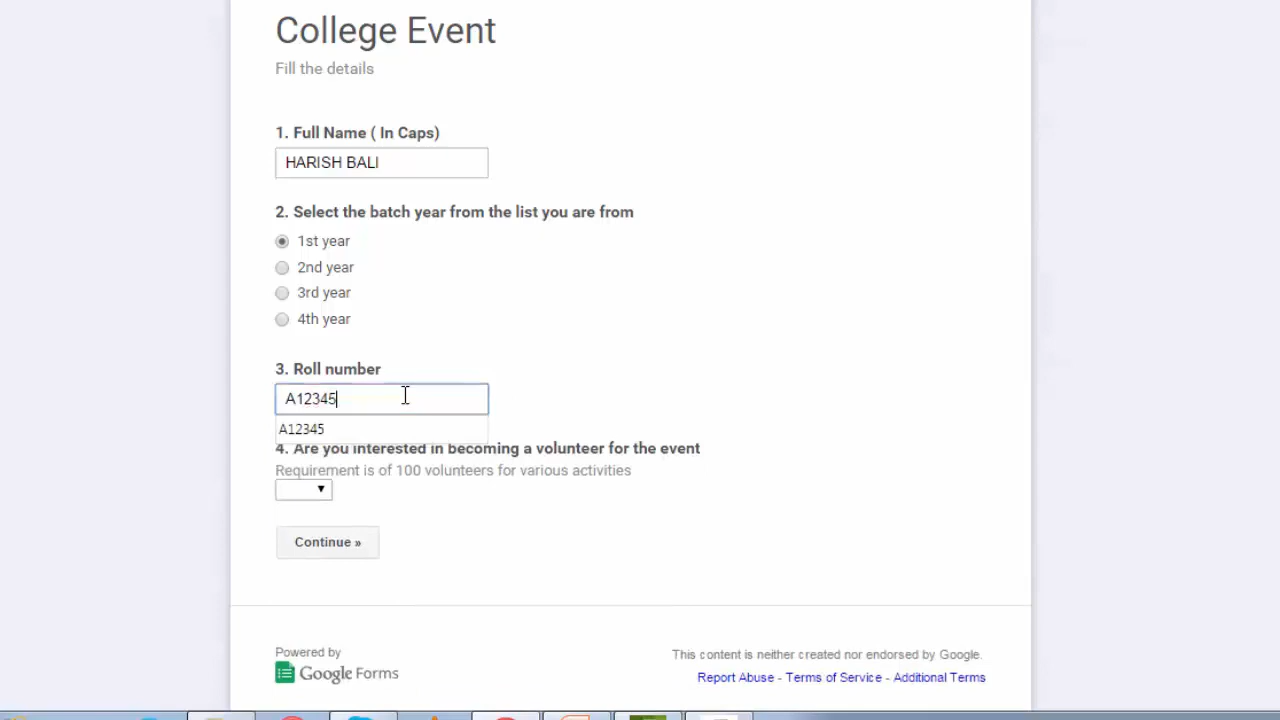 College Event
Fill the details
1. Full Name ( In Caps)
HARISH BALI
2. Select the batch year from the list you are from
1st year
2nd year
3rd year
4th year
3. Roll number
A12345
A12345
4. Are you interested in becoming a volunteer for the event
Requirement is of 100 volunteers for various activities
Continue »
Powered by
Google Forms
This content is neither created nor endorsed by Google.
Report Abuse - Terms of Service - Additional Terms